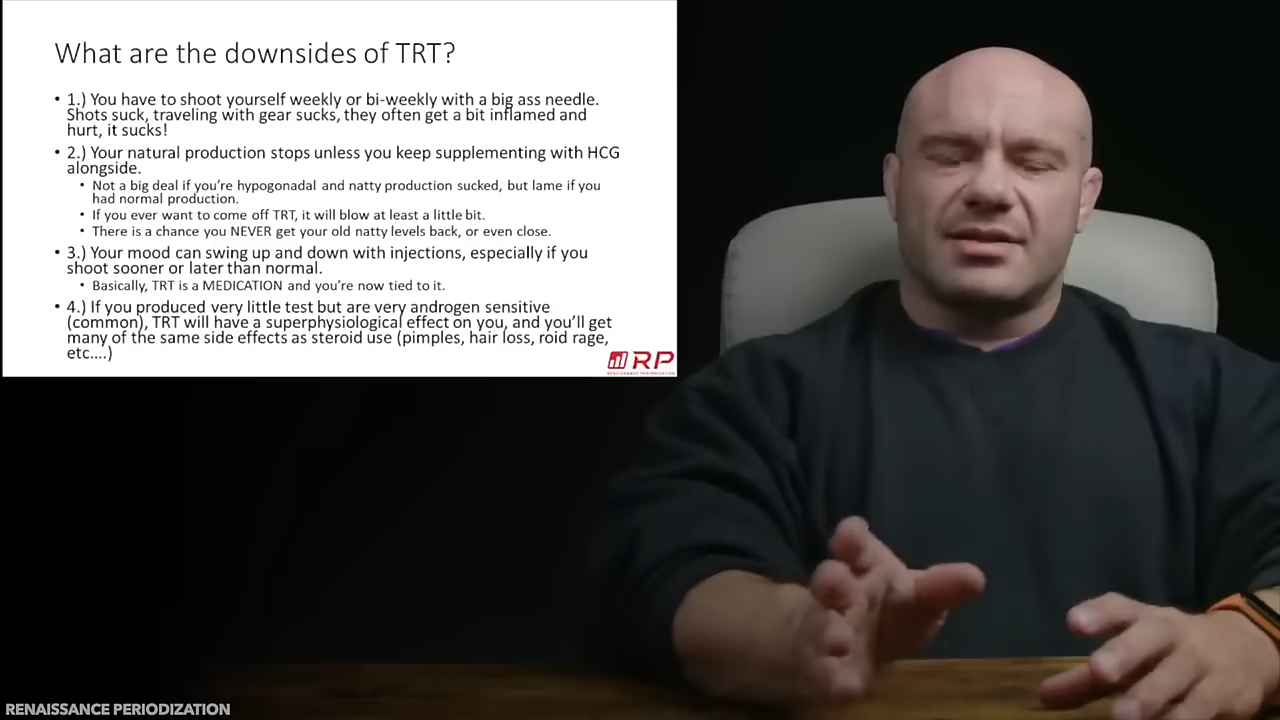 What are the downsides of TRT?
• 1.) You have to shoot yourself weekly or bi-weekly with a big ass needle.
Shots suck, traveling with gear sucks, they often get a bit inflamed and
hurt, it sucks!
• 2.) Your natural production stops unless you keep supplementing with HCG
alongside.
• Not a big deal if you're hypogonadal and natty production sucked, but lame if you
had normal production.
• If you ever want to come off TRT, it will blow at least a little bit.
• There is a chance you NEVER get your old natty levels back, or even close.
• 3.) Your mood can swing up and down with injections, especially if you
shoot sooner or later than normal.
• Basically, TRT is a MEDICATION and you're now tied to it.
• 4.) If you produced very little test but are very androgen sensitive
(common), TRT will have a superphysiological effect on you, and you'll get
many of the same side effects as steroid use (pimples, hair loss, roid rage,
etc....)
RP
RENAISSANCE PERIODIZATION
RENAISSANCE PERIODIZATION